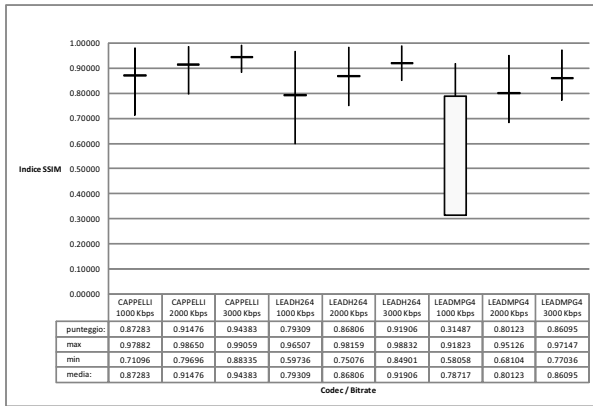 1.00000
0.90000
0.80000
0.70000
0.60000
Indice SSIM
0.50000
0.40000
0.30000
0.20000
0.10000
0.00000
CAPPELLI 1000 Kbps CAPPELLI 2000 Kbps CAPPELLI 3000 Kbps LEADH264 1000 Kbps LEADH264 2000 Kbps LEADH264 3000 Kbps LEADMPG4 1000 Kbps LEADMPG4 2000 Kbps LEADMPG4 3000 Kbps
punteggio: 0.87283 0.91476 0.94383 0.79309 0.86806 0.91906 0.31487 0.80123 0.86095
max 0.97882 0.98650 0.99059 0.96507 0.98159 0.98832 0.91823 0.95126 0.97147
min 0.71096 0.79696 0.88335 0.59736 0.75076 0.84901 0.58058 0.68104 0.77036
media: 0.87283 0.91476 0.94383 0.79309 0.86806 0.91906 0.78717 0.80123 0.86095
Codec / Bitrate